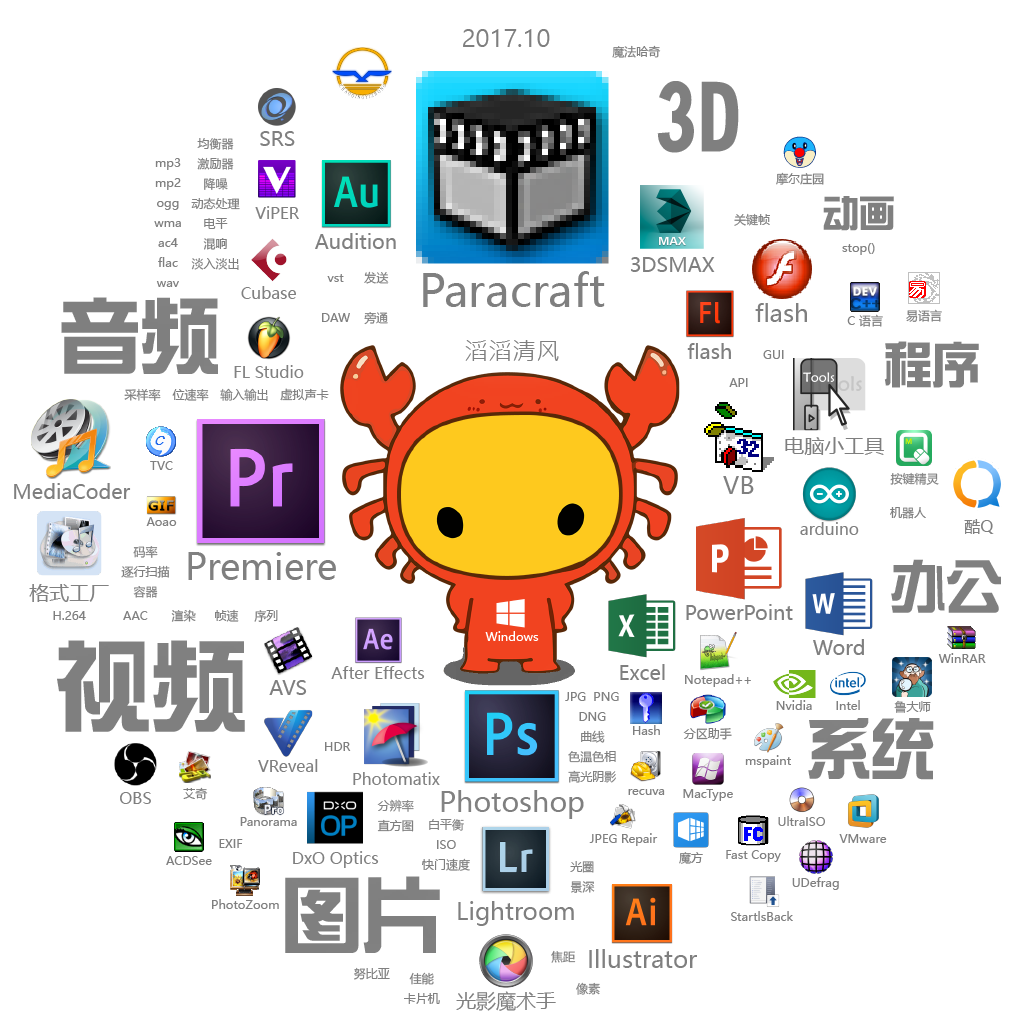 2017.10
魔法哈奇
3D
SRS
均衡器
mp3 激励器
mp2 降噪
ogg 动态处理
wma 电平
ac4 混响
flac 淡入淡出
wav
ViPER
Au
Audition
vst 发送
Cubase
DAW 旁通
FL Studio
音频
采样率 位速率 输入输出 虚拟声卡
Paracraft
滔滔清风
摩尔庄园
动画
stop()
MAX
3DSMAX
关键帧
flash
Fl
flash
DEV
C++
C 语言
易语言
程序
GUI
API
Tools
Tools
电脑小工具
32
VB
arduino
按键精灵
机器人
酷Q
MediaCoder
TVC
GIF
Aoao
Pr
Premiere
格式工厂
码率
逐行扫描
容器
H.264 AAC 渲染 帧速 序列
视频
Windows
P
PowerPoint
办公
X
Excel
W
Word
WinRAR
Notepad++
Nvidia
intel
Intel
鲁大师
系统
AVS
Ae
After Effects
VReveal
HDR
Photomatix
OBS
艾奇
Ps
Photoshop
JPG PNG
DNG
曲线
色温色相
高光阴影
Hash
分区助手
mspaint
recuva
MacType
Pro
Panorama
DXO
OP
DxO Optics
分辨率
直方图
白平衡
ISO
快门速度
ACDSee
EXIF
PhotoZoom
图片
Lr
Lightroom
光圈
景深
JPEG Repair
魔方
FC
Fast Copy
UltraISO
VMware
UDefrag
StartIsBack
Ai
Illustrator
努比亚
佳能
卡片机
光影魔术手
焦距
像素